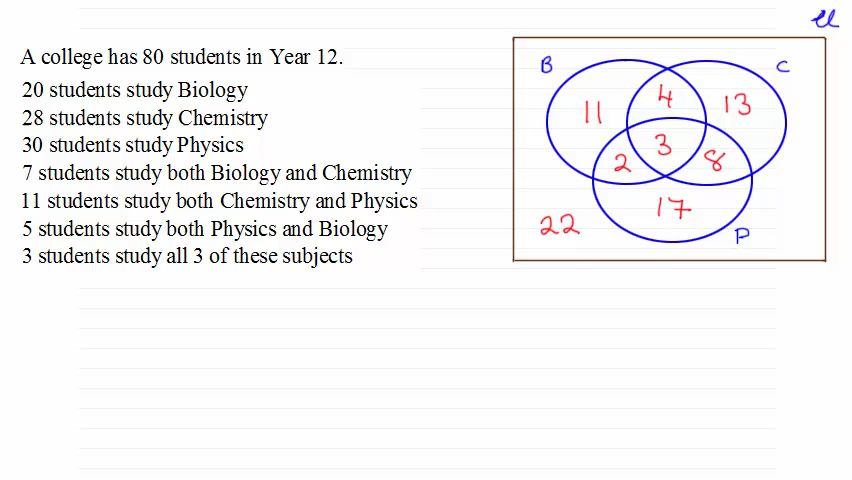 A college has 80 students in Year 12.
20 students study Biology
28 students study Chemistry
30 students study Physics
7 students study both Biology and Chemistry
11 students study both Chemistry and Physics
5 students study both Physics and Biology
3 students study all 3 of these subjects
U
B
C
11
4
13
2
3
8
17
22
P